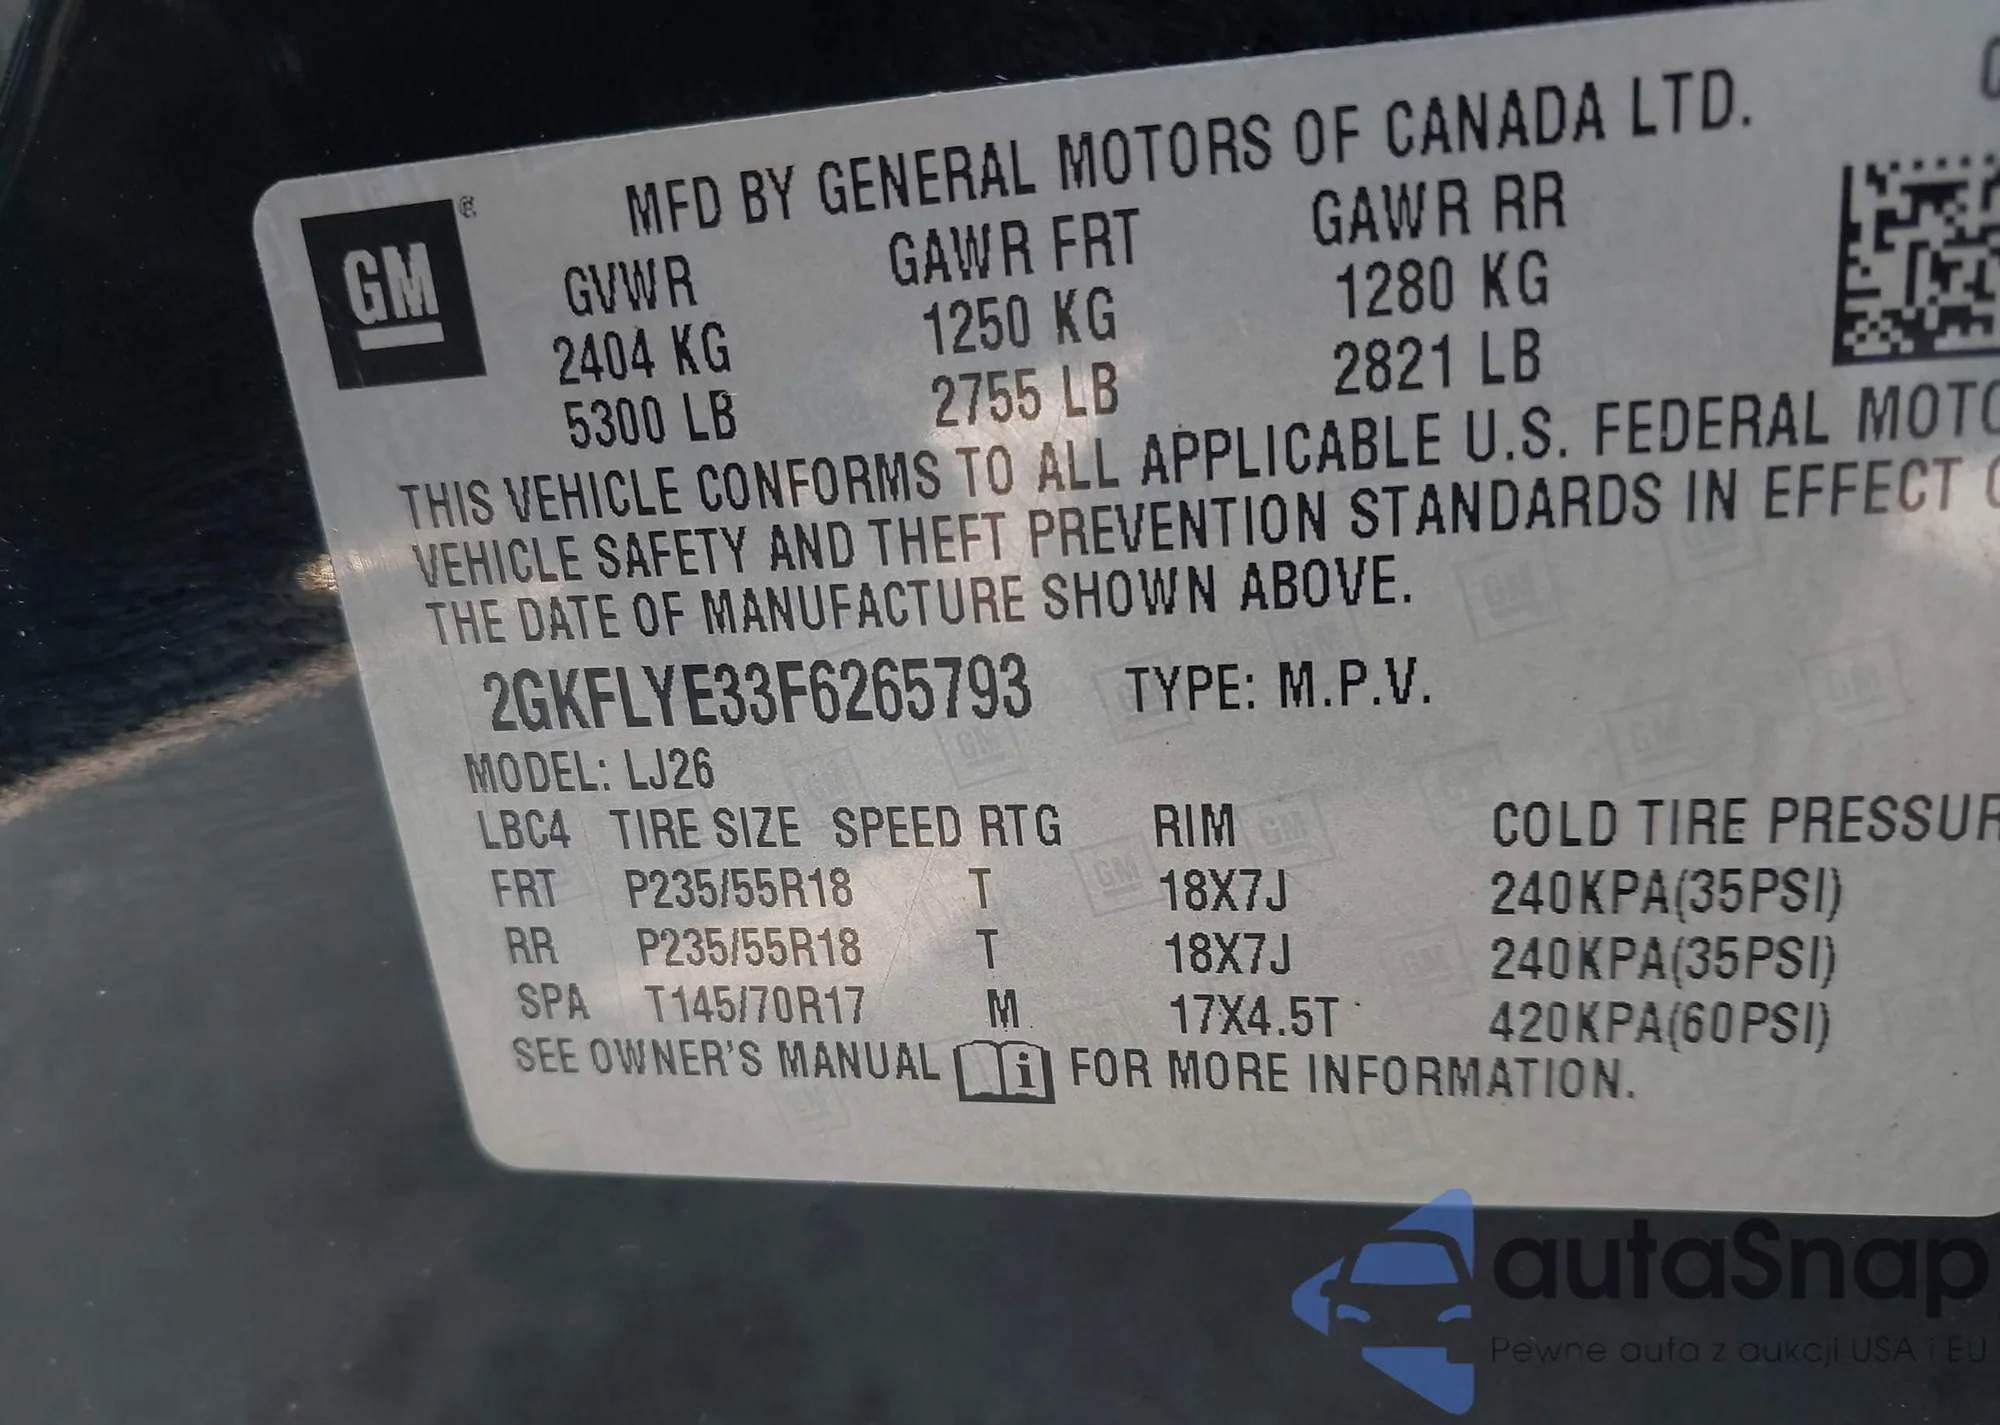 MFD BY GENERAL MOTORS OF CANADA LTD.
GM®
GVWR GAWR FRT GAWR RR
2404 KG 1250 KG 1280 KG
5300 LB 2755 LB 2821 LB
THIS VEHICLE CONFORMS TO ALL APPLICABLE U.S. FEDERAL MOTO
VEHICLE SAFETY AND THEFT PREVENTION STANDARDS IN EFFECT
THE DATE OF MANUFACTURE SHOWN ABOVE.
2GKFLYE33F6265793 TYPE: M.P.V.
MODEL: LJ26
LBC4 TIRE SIZE SPEED RTG RIM COLD TIRE PRESSUR
FRT P235/55R18 T 18X7J 240KPA(35PSI)
RR P235/55R18 T 18X7J 240KPA(35PSI)
SPA T145/70R17 M 17X4.5T 420KPA(60PSI)
SEE OWNER'S MANUAL i FOR MORE INFORMATION.
autaSnap
Pewne auta z aukcji USA i EU